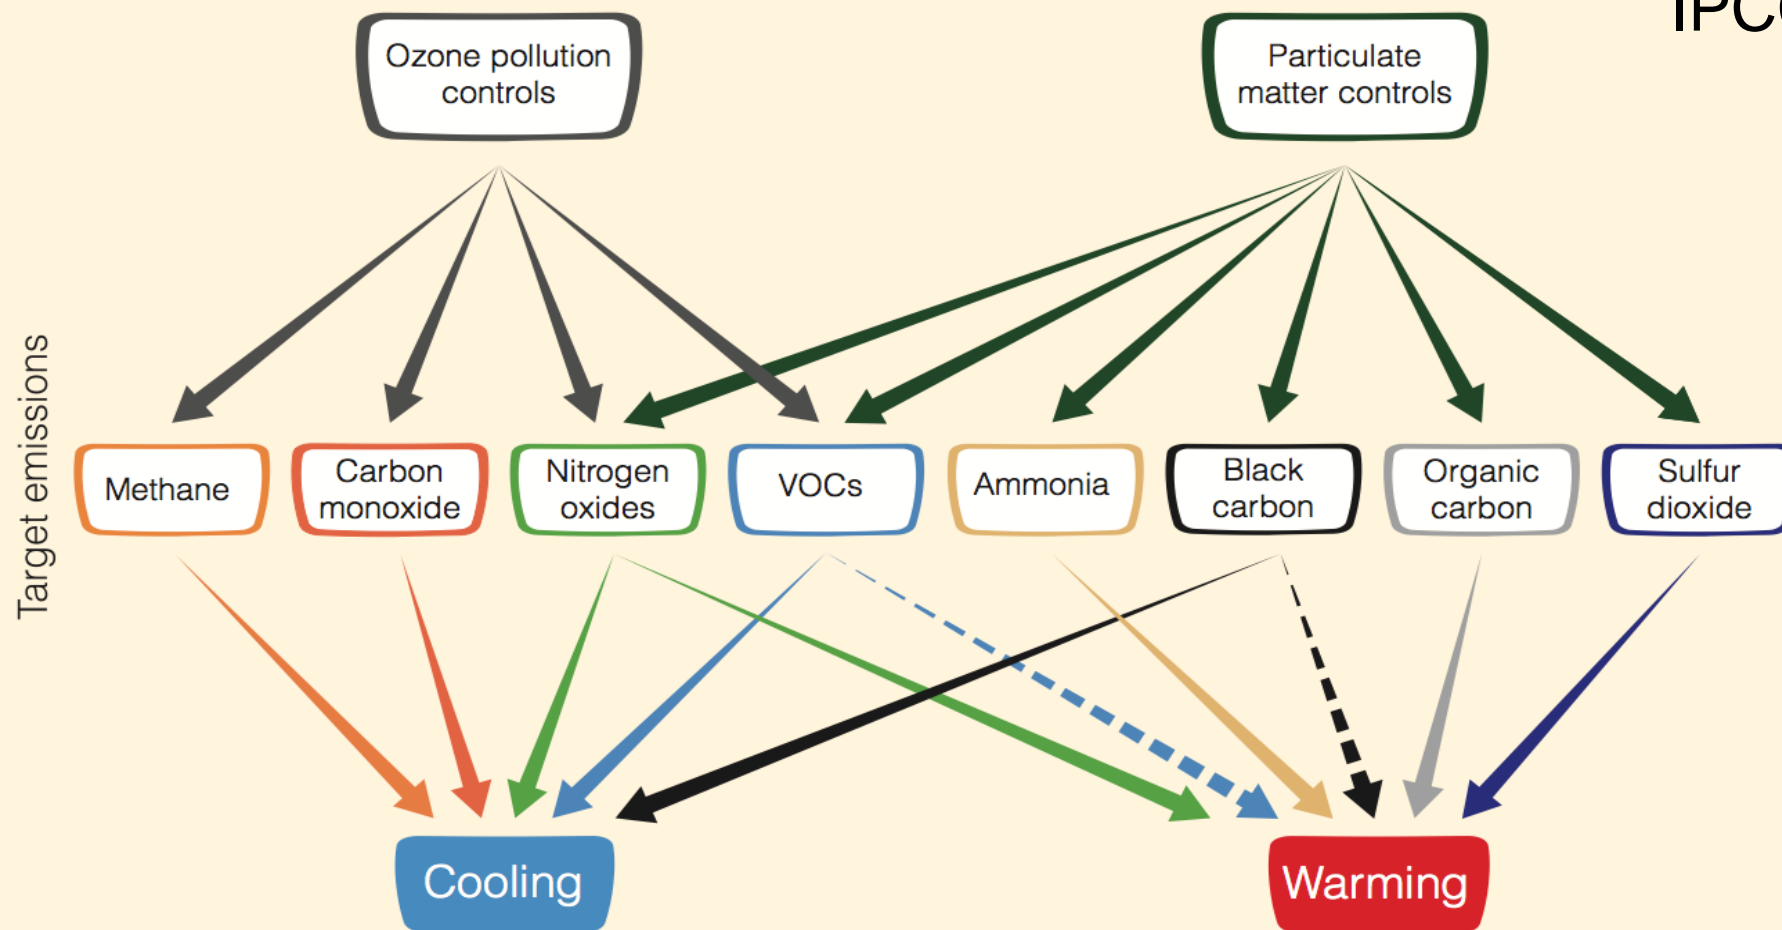 IPC
Ozone pollution
controls
Particulate
matter controls
Target emissions
Methane
Carbon
monoxide
Nitrogen
oxides
VOCs
Ammonia
Black
carbon
Organic
carbon
Sulfur
dioxide
Cooling
Warming